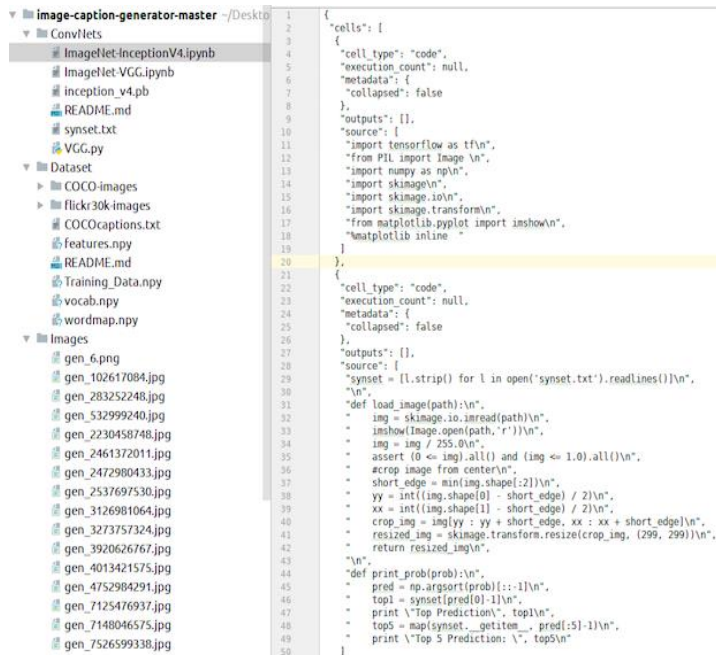 image-caption-generator-master ~/Deskto
ConvNets
ImageNet-InceptionV4.ipynb
ImageNet-VGG.ipynb
inception_v4.pb
README.md
synset.txt
VGG.py
Dataset
COCO-images
flickr30k-images
COCOcaptions.txt
features.npy
README.md
Training_Data.npy
vocab.npy
wordmap.npy
Images
gen_6.png
gen_102617084.jpg
gen_283252248.jpg
gen_532999240.jpg
gen_2230458748.jpg
gen_2461372011.jpg
gen_2472980433.jpg
gen_2537697530.jpg
gen_3126981064.jpg
gen_3273757324.jpg
gen_3920626767.jpg
gen_4013421575.jpg
gen_4752984291.jpg
gen_7125476937.jpg
gen_7148046575.jpg
gen_7526599338.jpg
1 {
2 "cells": [
3 {
4 "cell_type": "code",
5 "execution_count": null,
6 "metadata": {
7 "collapsed": false
8 },
9 "outputs": [],
10 "source": [
11 "import tensorflow as tf\n",
12 "from PIL import Image \n",
13 "import numpy as np\n",
14 "import skimage\n",
15 "import skimage.io\n",
16 "import skimage.transform\n",
17 "from matplotlib.pyplot import imshow\n",
18 "%matplotlib inline  "
19 ]
20 },
21 {
22 "cell_type": "code",
23 "execution_count": null,
24 "metadata": {
25 "collapsed": false
26 },
27 "outputs": [],
28 "source": [
29 "synset = [l.strip() for l in open('synset.txt').readlines()]\n",
30 "\n",
31 "def load_image(path):\n",
32 "    img = skimage.io.imread(path)\n",
33 "    imshow(Image.open(path,'r'))\n",
34 "    img = img / 255.0\n",
35 "    assert (0 <= img).all() and (img <= 1.0).all()\n",
36 "    #crop image from center\n",
37 "    short_edge = min(img.shape[:2])\n",
38 "    yy = int((img.shape[0] - short_edge) / 2)\n",
39 "    xx = int((img.shape[1] - short_edge) / 2)\n",
40 "    crop_img = img[yy : yy + short_edge, xx : xx + short_edge]\n",
41 "    resized_img = skimage.transform.resize(crop_img, (299, 299))\n",
42 "    return resized_img\n",
43 "\n",
44 "def print_prob(prob):\n",
45 "    pred = np.argsort(prob)[::-1]\n",
46 "    top1 = synset[pred[0]-1]\n",
47 "    print \"Top Prediction\", top1\n",
48 "    top5 = map(synset.__getitem__, pred[:5]-1)\n",
49 "    print \"Top 5 Prediction: \", top5\n"
50 ]